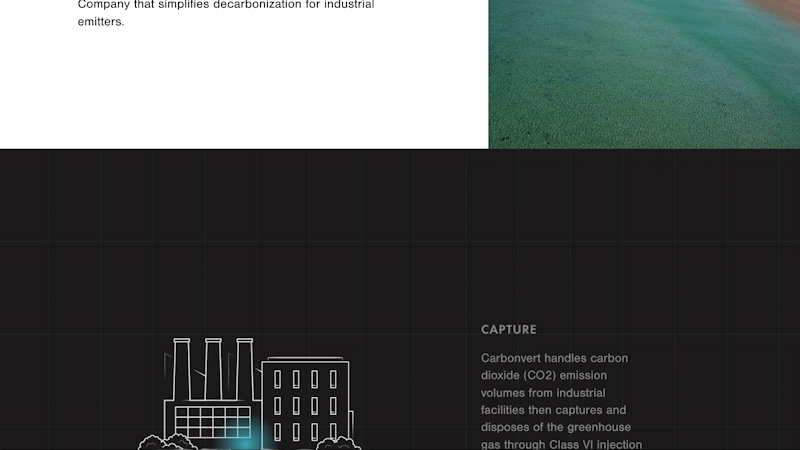 Company that simplifies decarbonization for industrial
emitters.
CAPTURE
Carbonvert handles carbon
dioxide (CO2) emission
volumes from industrial
facilities then captures and
disposes of the greenhouse
gas through Class VI injection